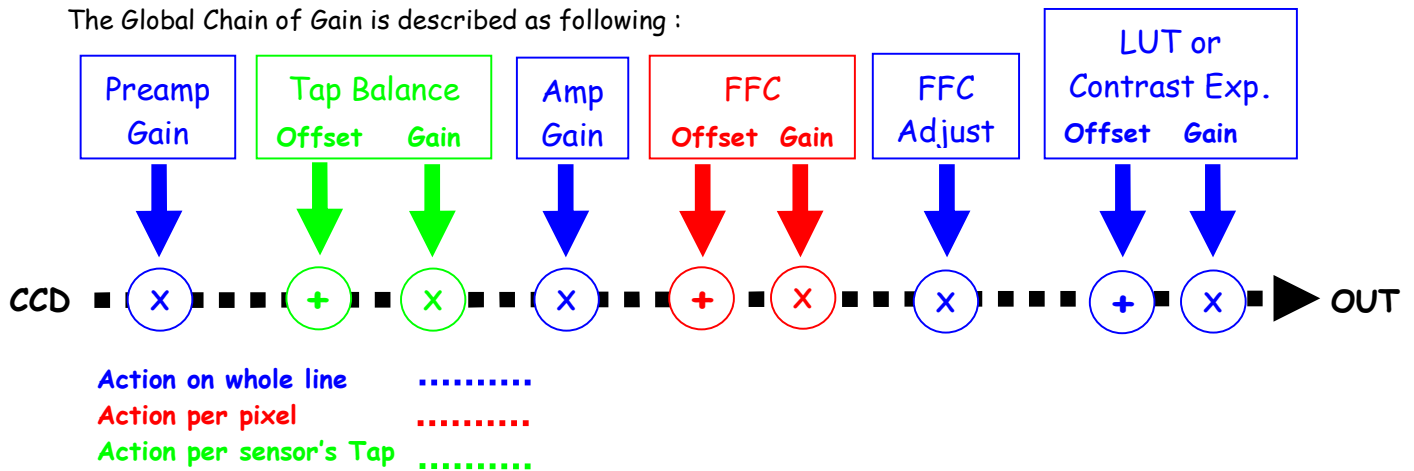 The Global Chain of Gain is described as following :
Preamp
Gain
Tap Balance
Offset Gain
Amp
Gain
FFC
Offset Gain
FFC
Adjust
LUT or
Contrast Exp.
Offset Gain
CCD X + X X + X X + X OUT
Action on whole line
Action per pixel
Action per sensor's Tap